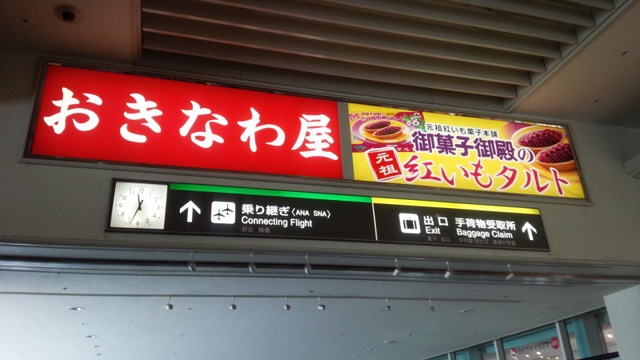 おきなわ屋
元祖紅いも菓子本舗
御菓子御殿の
元祖
紅いもタルト
乗り継ぎ〈ANA SNA〉
Connecting Flight
出口
Exit
手荷物受取所
Baggage Claim